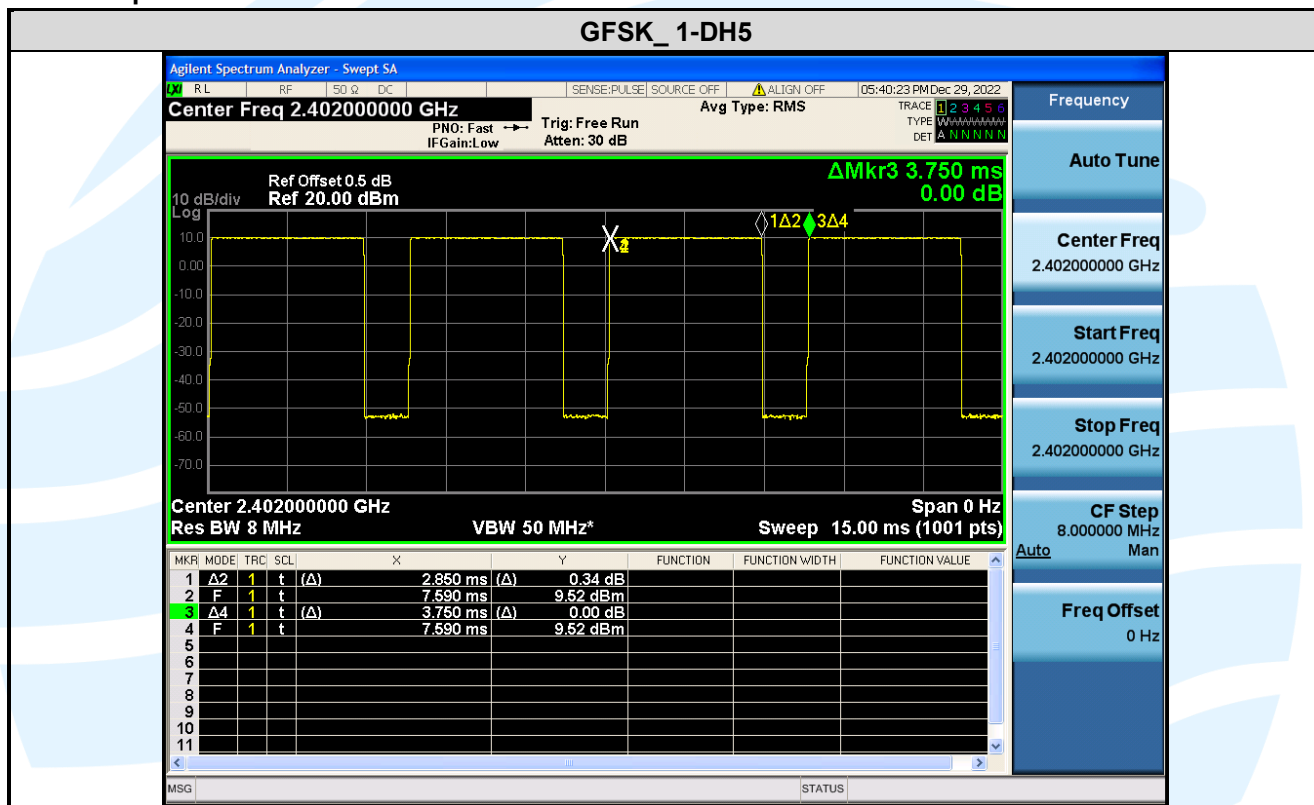 GFSK_ 1-DH5
Agilent Spectrum Analyzer - Swept SA
LXI RL RF 50 Ω DC SENSE:PULSE SOURCE OFF ALIGN OFF 05:40:23 PM Dec 29, 2022
Center Freq 2.402000000 GHz Avg Type: RMS TRACE 1 2 3 4 5 6
PNO: Fast Trig: Free Run TYPE
IFGain:Low Atten: 30 dB DET A N N N N N
ΔMkr3 3.750 ms
0.00 dB
Ref Offset 0.5 dB
10 dB/div Ref 20.00 dBm
Log
10.0
0.00
-10.0
-20.0
-30.0
-40.0
-50.0
-60.0
-70.0
1Δ2 3Δ4
Center 2.402000000 GHz Span 0 Hz
Res BW 8 MHz VBW 50 MHz* Sweep 15.00 ms (1001 pts)
MKR MODE TRC SCL X Y FUNCTION FUNCTION WIDTH FUNCTION VALUE
1 Δ2 1 t (Δ) 2.850 ms (Δ) 0.34 dB
2 F 1 t 7.590 ms 9.52 dBm
3 Δ4 1 t (Δ) 3.750 ms (Δ) 0.00 dB
4 F 1 t 7.590 ms 9.52 dBm
5
6
7
8
9
10
11
MSG STATUS
Frequency
Auto Tune
Center Freq
2.402000000 GHz
Start Freq
2.402000000 GHz
Stop Freq
2.402000000 GHz
CF Step
8.000000 MHz
Auto Man
Freq Offset
0 Hz